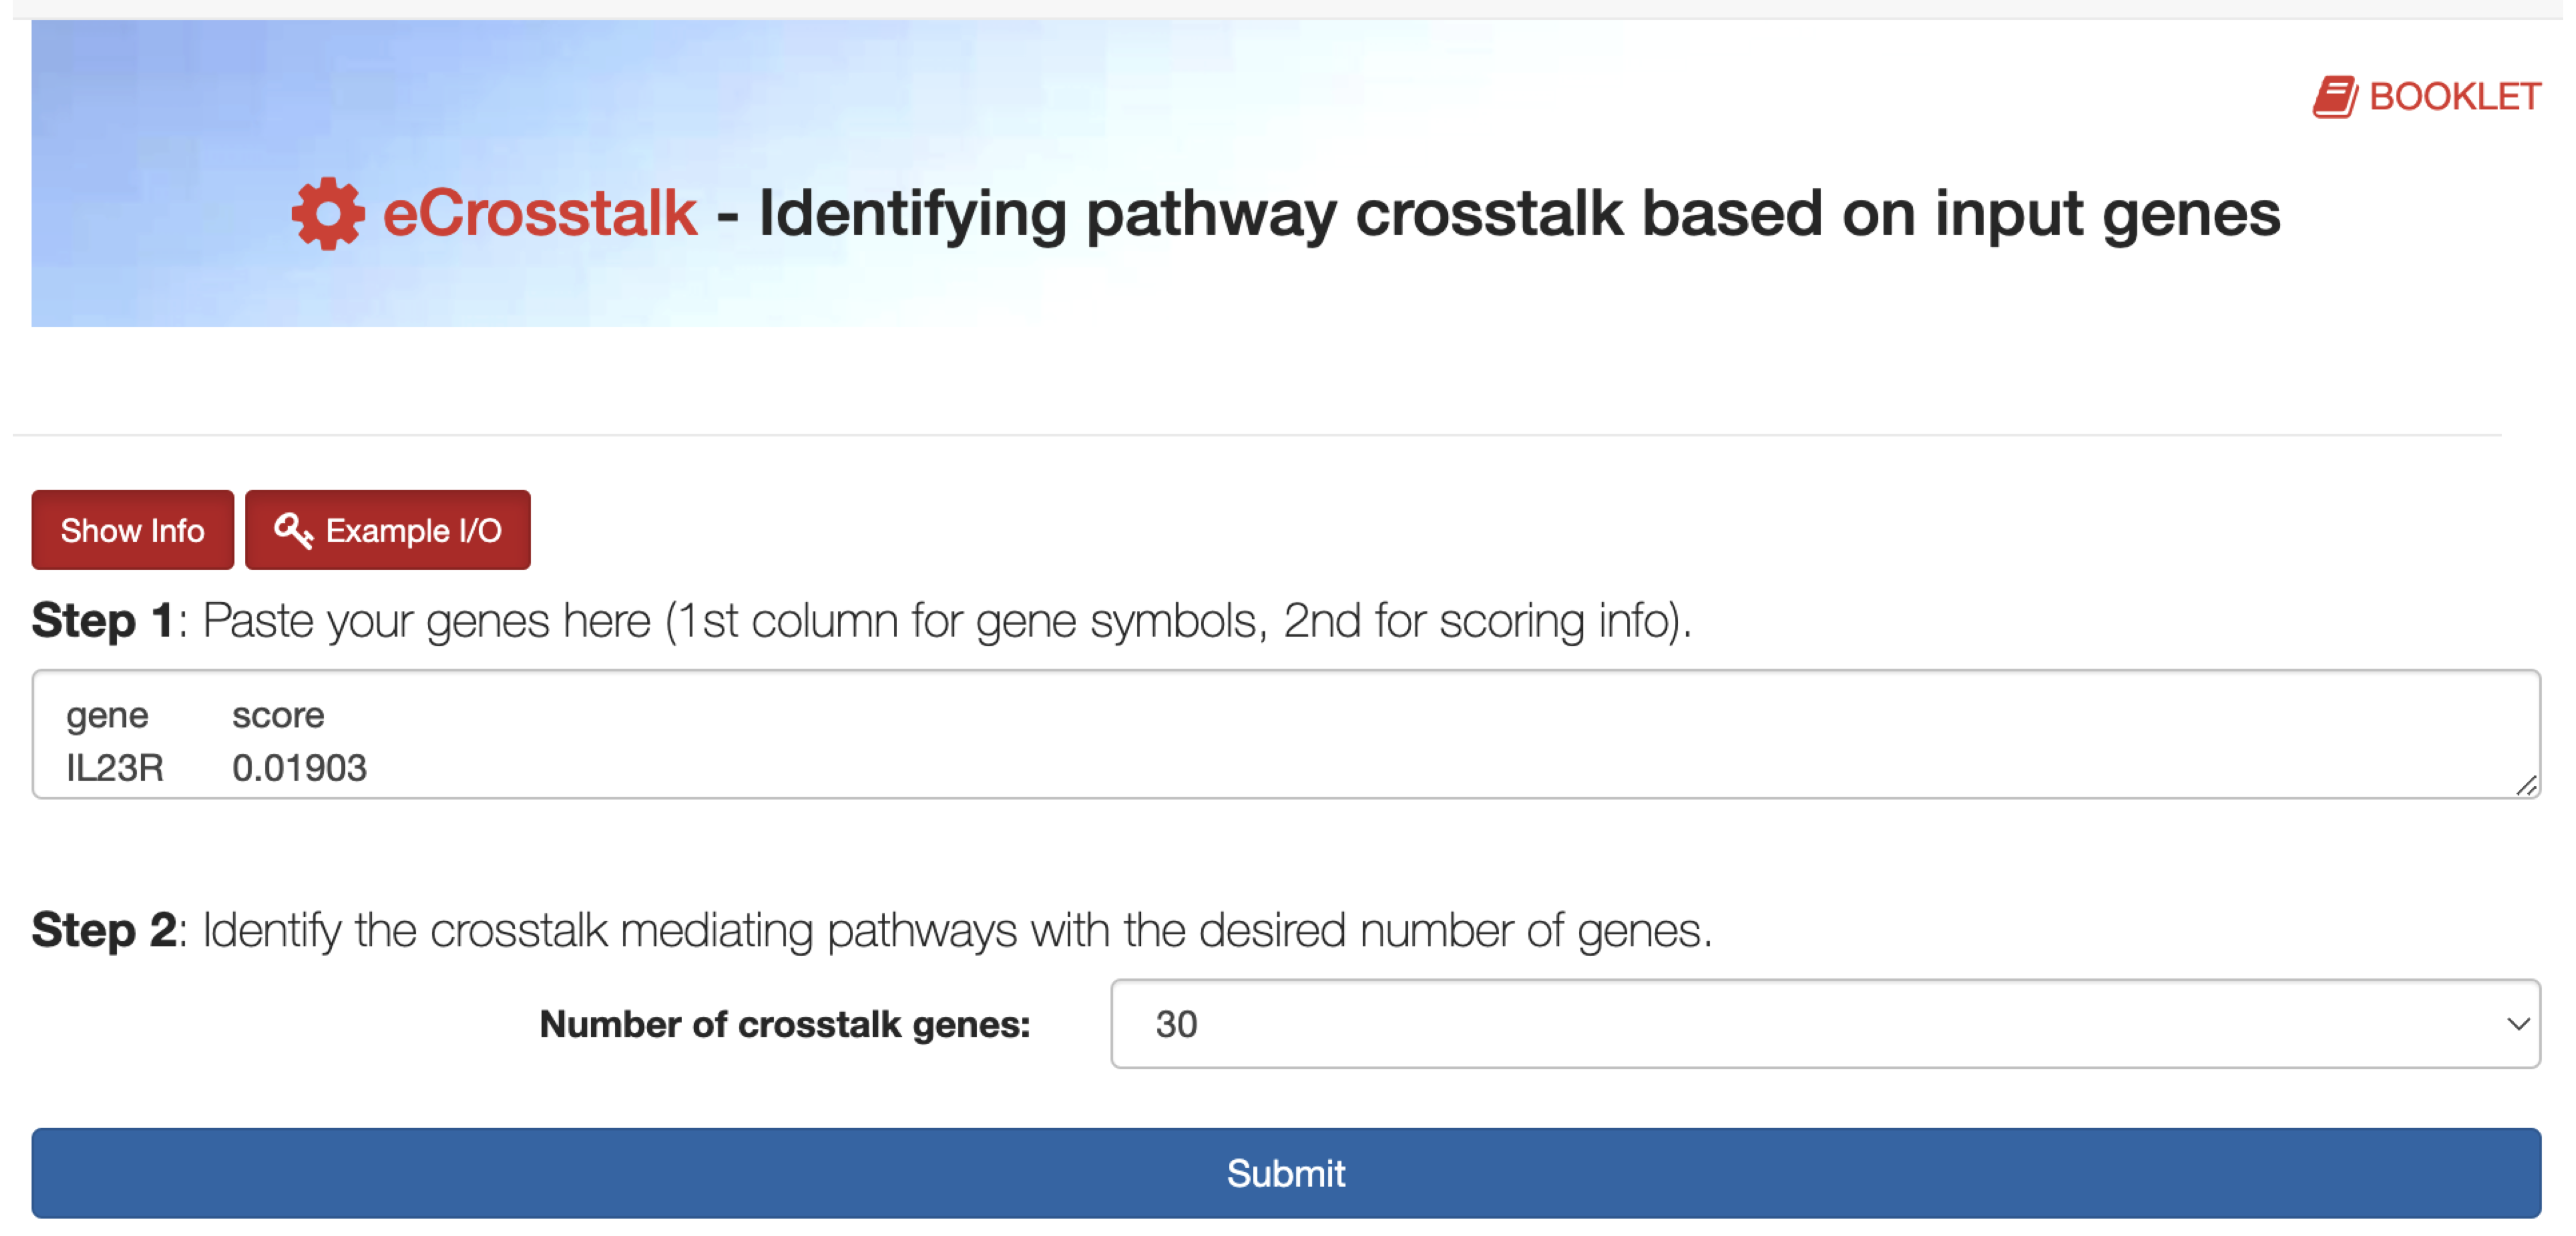 BOOKLET
eCrosstalk - Identifying pathway crosstalk based on input genes
Show Info
Example I/O
Step 1: Paste your genes here (1st column for gene symbols, 2nd for scoring info).
gene score
IL23R 0.01903
Step 2: Identify the crosstalk mediating pathways with the desired number of genes.
Number of crosstalk genes: 30
Submit